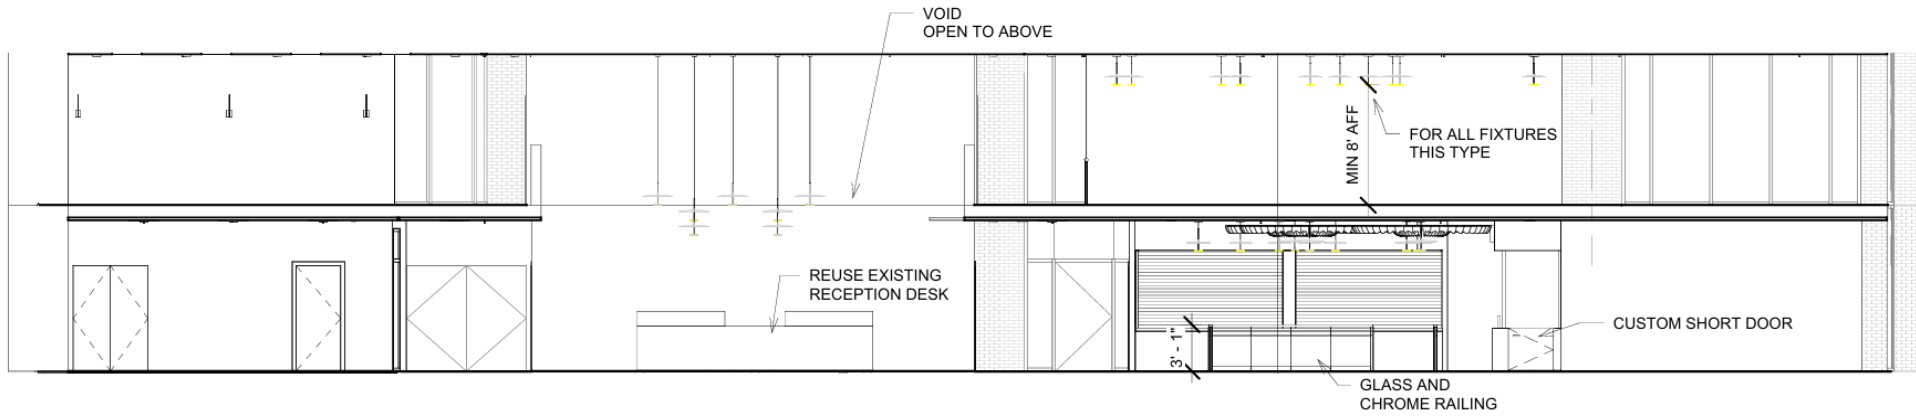 VOID
OPEN TO ABOVE
MIN 8' AFF
FOR ALL FIXTURES
THIS TYPE
REUSE EXISTING
RECEPTION DESK
3' - 1"
CUSTOM SHORT DOOR
GLASS AND
CHROME RAILING